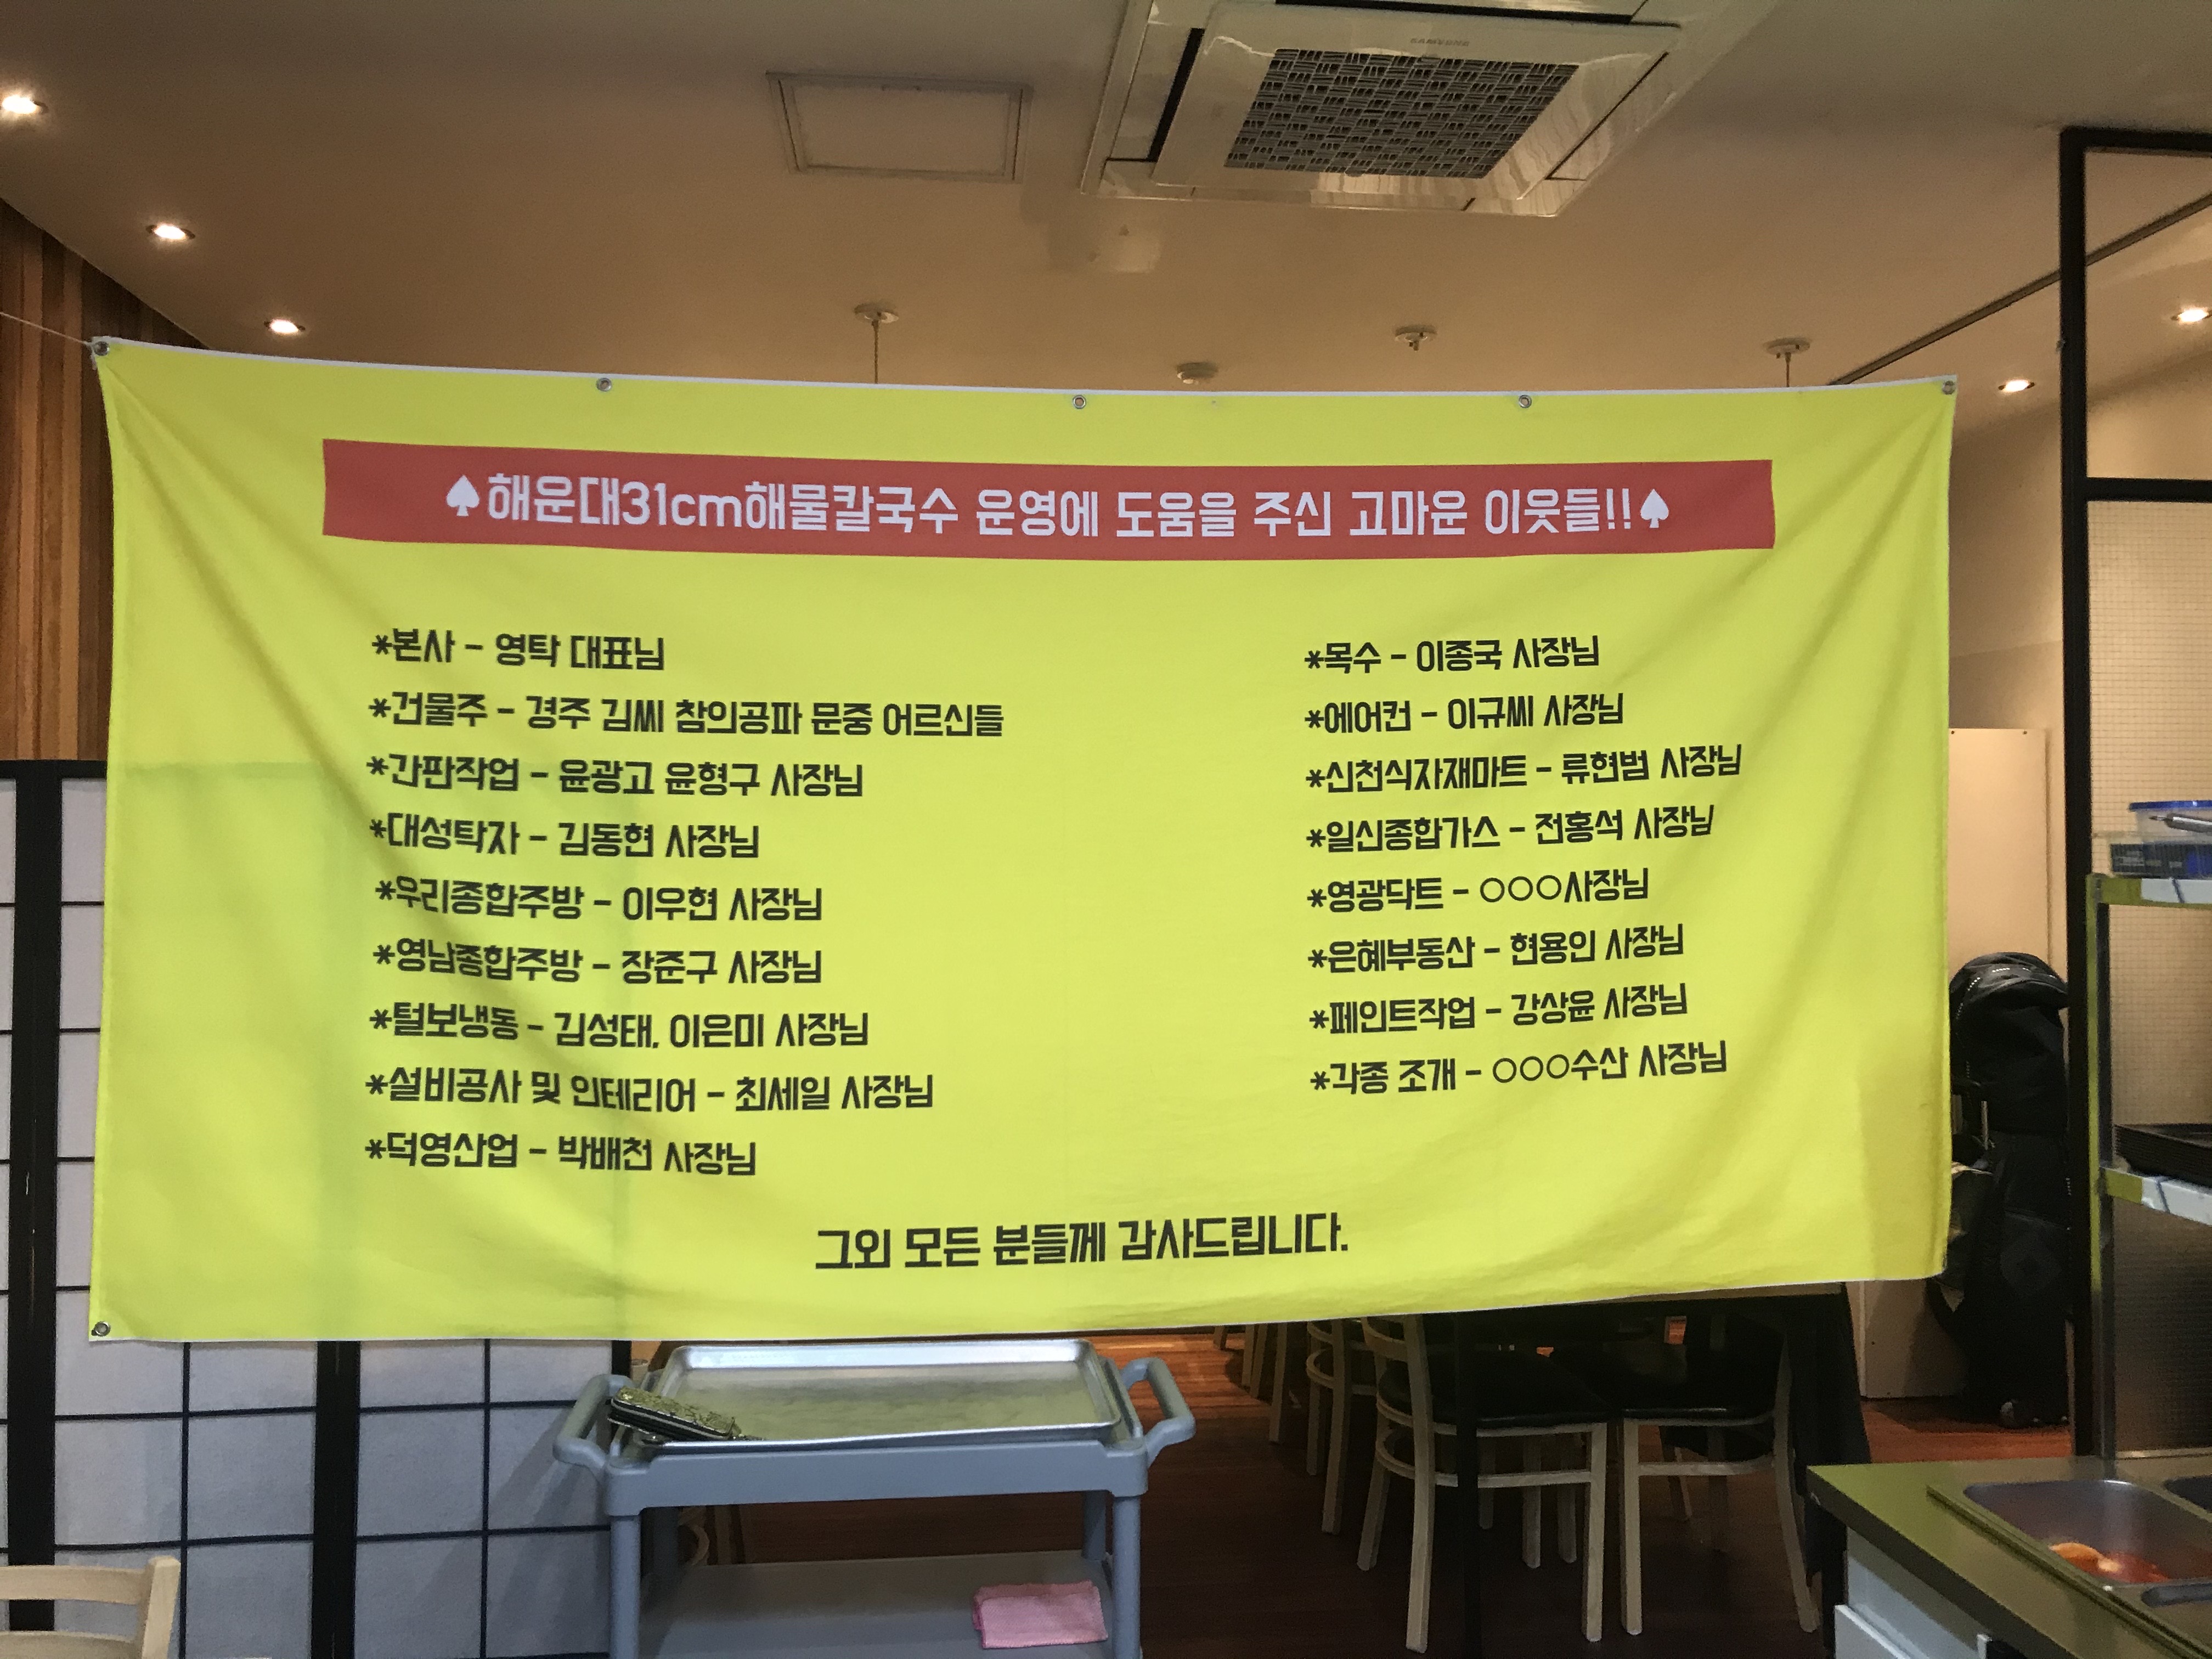 SAMSUNG
♠해운대31cm해물칼국수 운영에 도움을 주신 고마운 이웃들!!♠
*본사 - 영탁 대표님
*건물주 - 경주 김씨 참의공파 문중 어르신들
*간판작업 - 윤광고 윤형구 사장님
*대성탁자 - 김동현 사장님
*우리종합주방 - 이우현 사장님
*영남종합주방 - 장준구 사장님
*털보냉동 - 김성태, 이은미 사장님
*설비공사 및 인테리어 - 최세일 사장님
*덕영산업 - 박배천 사장님
*목수 - 이종국 사장님
*에어컨 - 이규씨 사장님
*신천식자재마트 - 류현범 사장님
*일신종합가스 - 전홍석 사장님
*영광닥트 - ○○○사장님
*은혜부동산 - 현용인 사장님
*페인트작업 - 강상윤 사장님
*각종 조개 - ○○○수산 사장님
그외 모든 분들께 감사드립니다.